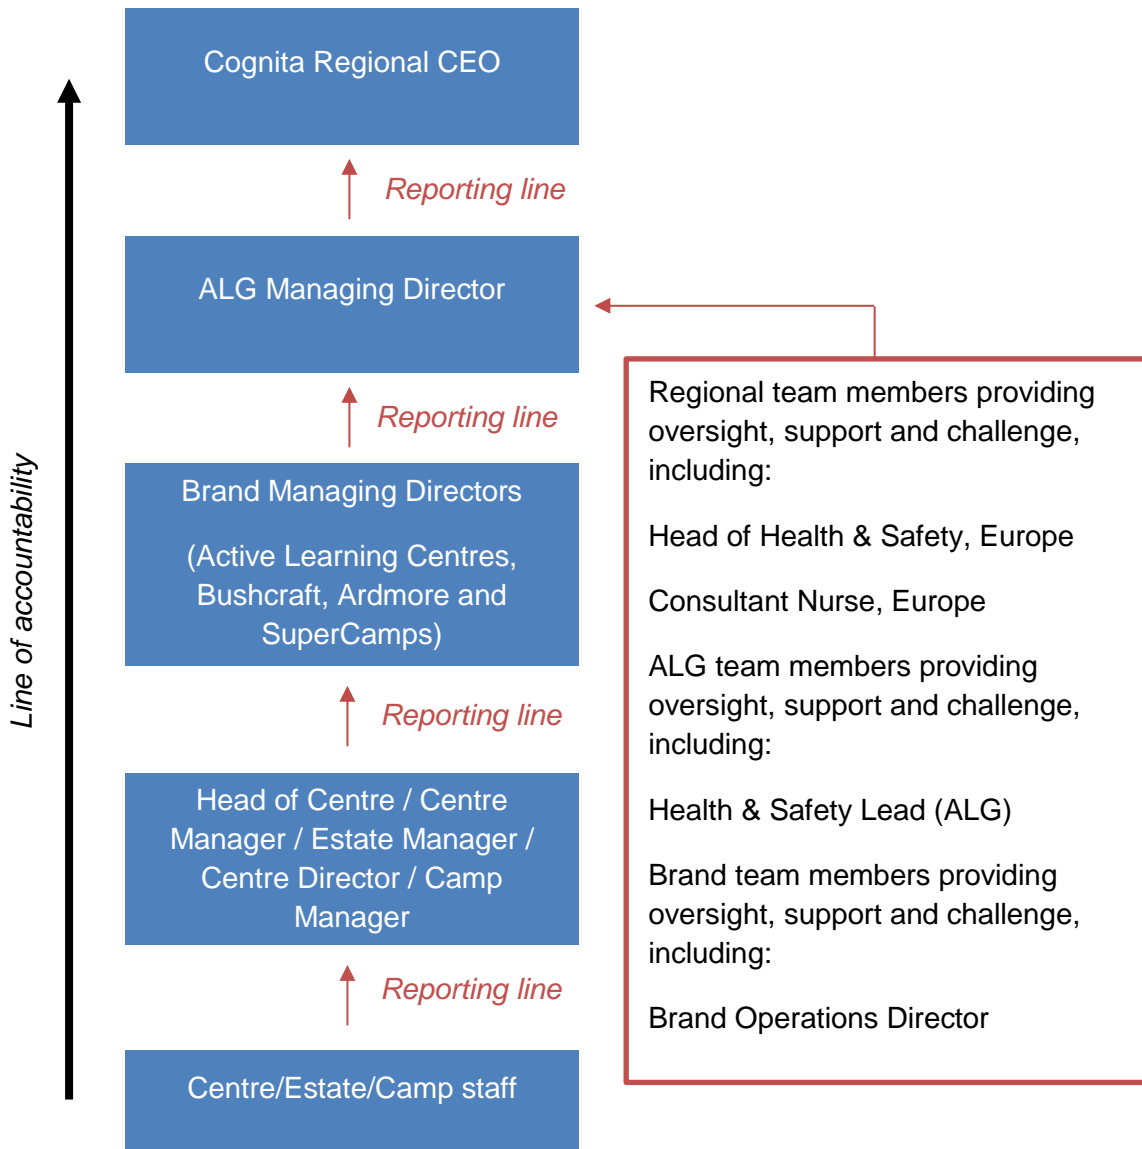 Cognita Regional CEO
Reporting line
ALG Managing Director
Reporting line
Brand Managing Directors
(Active Learning Centres,
Bushcraft, Ardmore and
SuperCamps)
Reporting line
Head of Centre / Centre
Manager / Estate Manager /
Centre Director / Camp
Manager
Reporting line
Centre/Estate/Camp staff
Line of accountability
Regional team members providing
oversight, support and challenge,
including:
Head of Health & Safety, Europe
Consultant Nurse, Europe
ALG team members providing
oversight, support and challenge,
including:
Health & Safety Lead (ALG)
Brand team members providing
oversight, support and challenge,
including:
Brand Operations Director